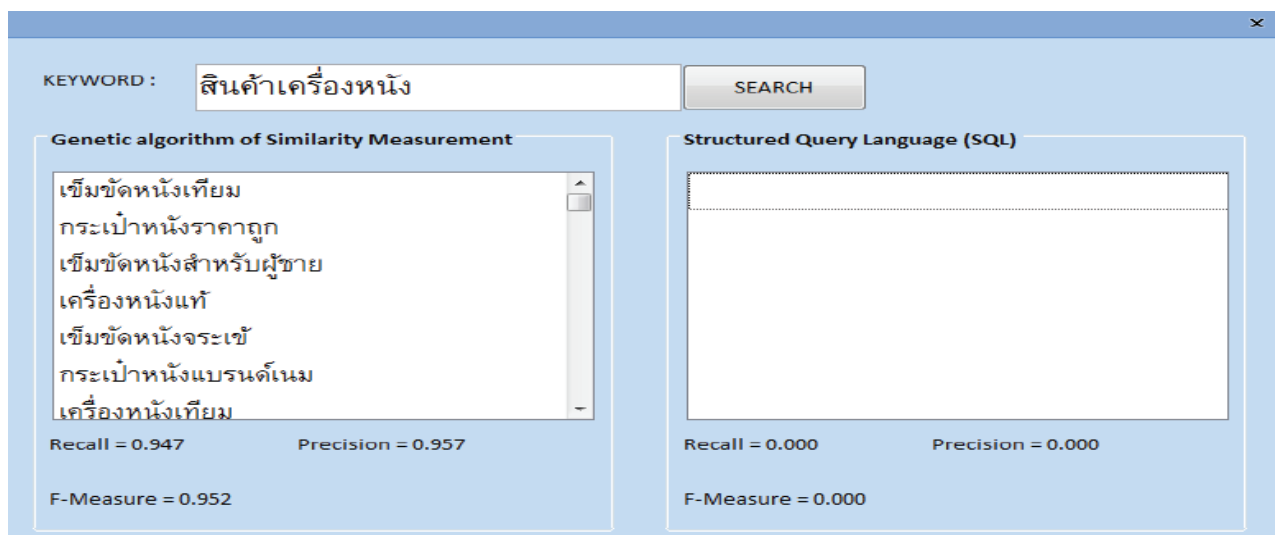 KEYWORD : สินค้าเครื่องหนัง SEARCH
Genetic algorithm of Similarity Measurement
เข็มขัดหนังเทียม
กระเป๋าหนังราคาถูก
เข็มขัดหนังสำหรับผู้ชาย
เครื่องหนังแท้
เข็มขัดหนังจระเข้
กระเป๋าหนังแบรนด์เนม
เครื่องหนังเทียม
Recall = 0.947 Precision = 0.957
F-Measure = 0.952
Structured Query Language (SQL)
Recall = 0.000 Precision = 0.000
F-Measure = 0.000